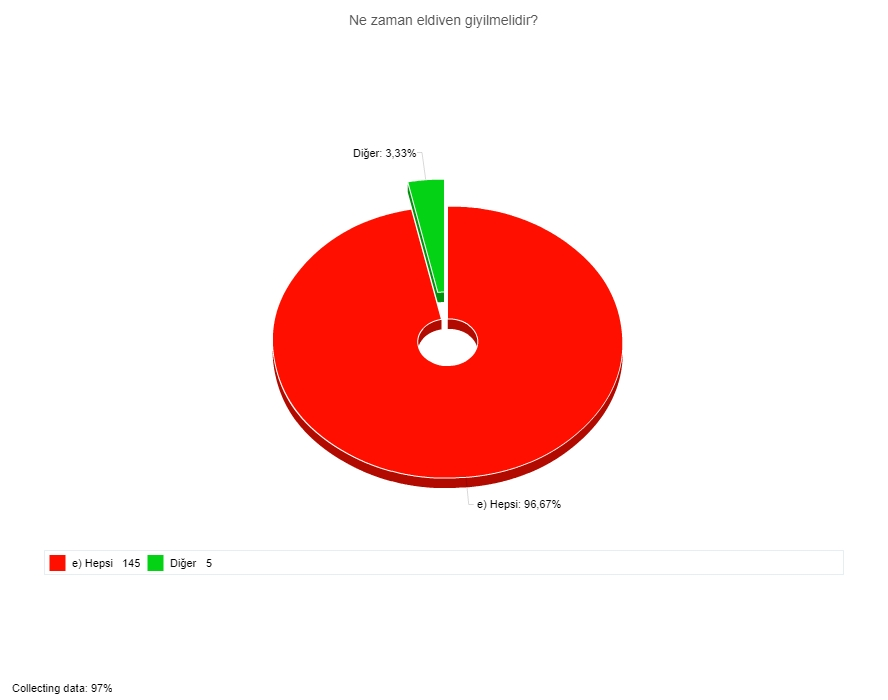 Ne zaman eldiven giyilmelidir?
Diğer: 3,33%
e) Hepsi: 96,67%
e) Hepsi 145 Diğer 5
Collecting data: 97%